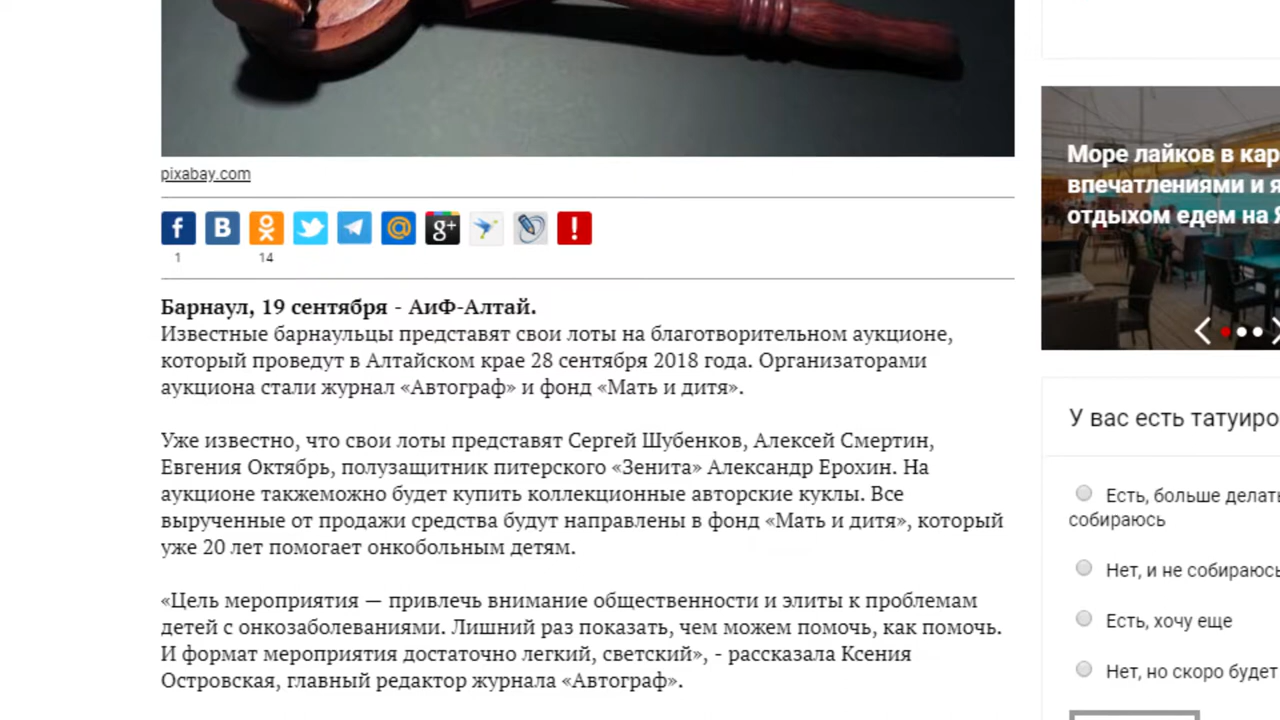 pixabay.com
1
14
Барнаул, 19 сентября - АиФ-Алтай.
Известные барнаульцы представят свои лоты на благотворительном аукционе,
который проведут в Алтайском крае 28 сентября 2018 года. Организаторами
аукциона стали журнал «Автограф» и фонд «Мать и дитя».
Уже известно, что свои лоты представят Сергей Шубенков, Алексей Смертин,
Евгения Октябрь, полузащитник питерского «Зенита» Александр Ерохин. На
аукционе такжеможно будет купить коллекционные авторские куклы. Все
вырученные от продажи средства будут направлены в фонд «Мать и дитя», который
уже 20 лет помогает онкобольным детям.
«Цель мероприятия — привлечь внимание общественности и элиты к проблемам
детей с онкозаболеваниями. Лишний раз показать, чем можем помочь, как помочь.
И формат мероприятия достаточно легкий, светский», - рассказала Ксения
Островская, главный редактор журнала «Автограф».
Море лайков в кар
впечатлениями и я
отдыхом едем на Я
У вас есть татуиро
Есть, больше делать
собираюсь
Нет, и не собираюсь
Есть, хочу еще
Нет, но скоро будет